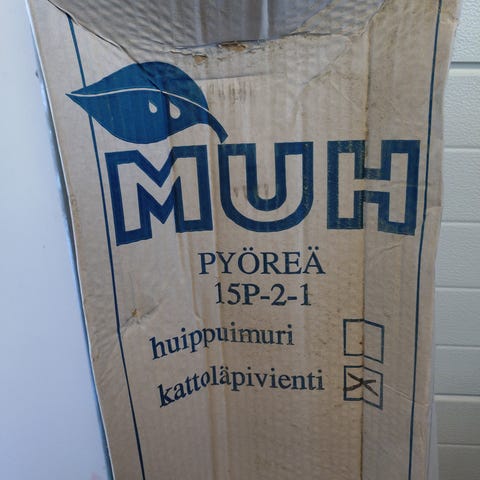 MUH
PYÖREÄ
15P-2-1
huippuimuri
kattoläpivienti